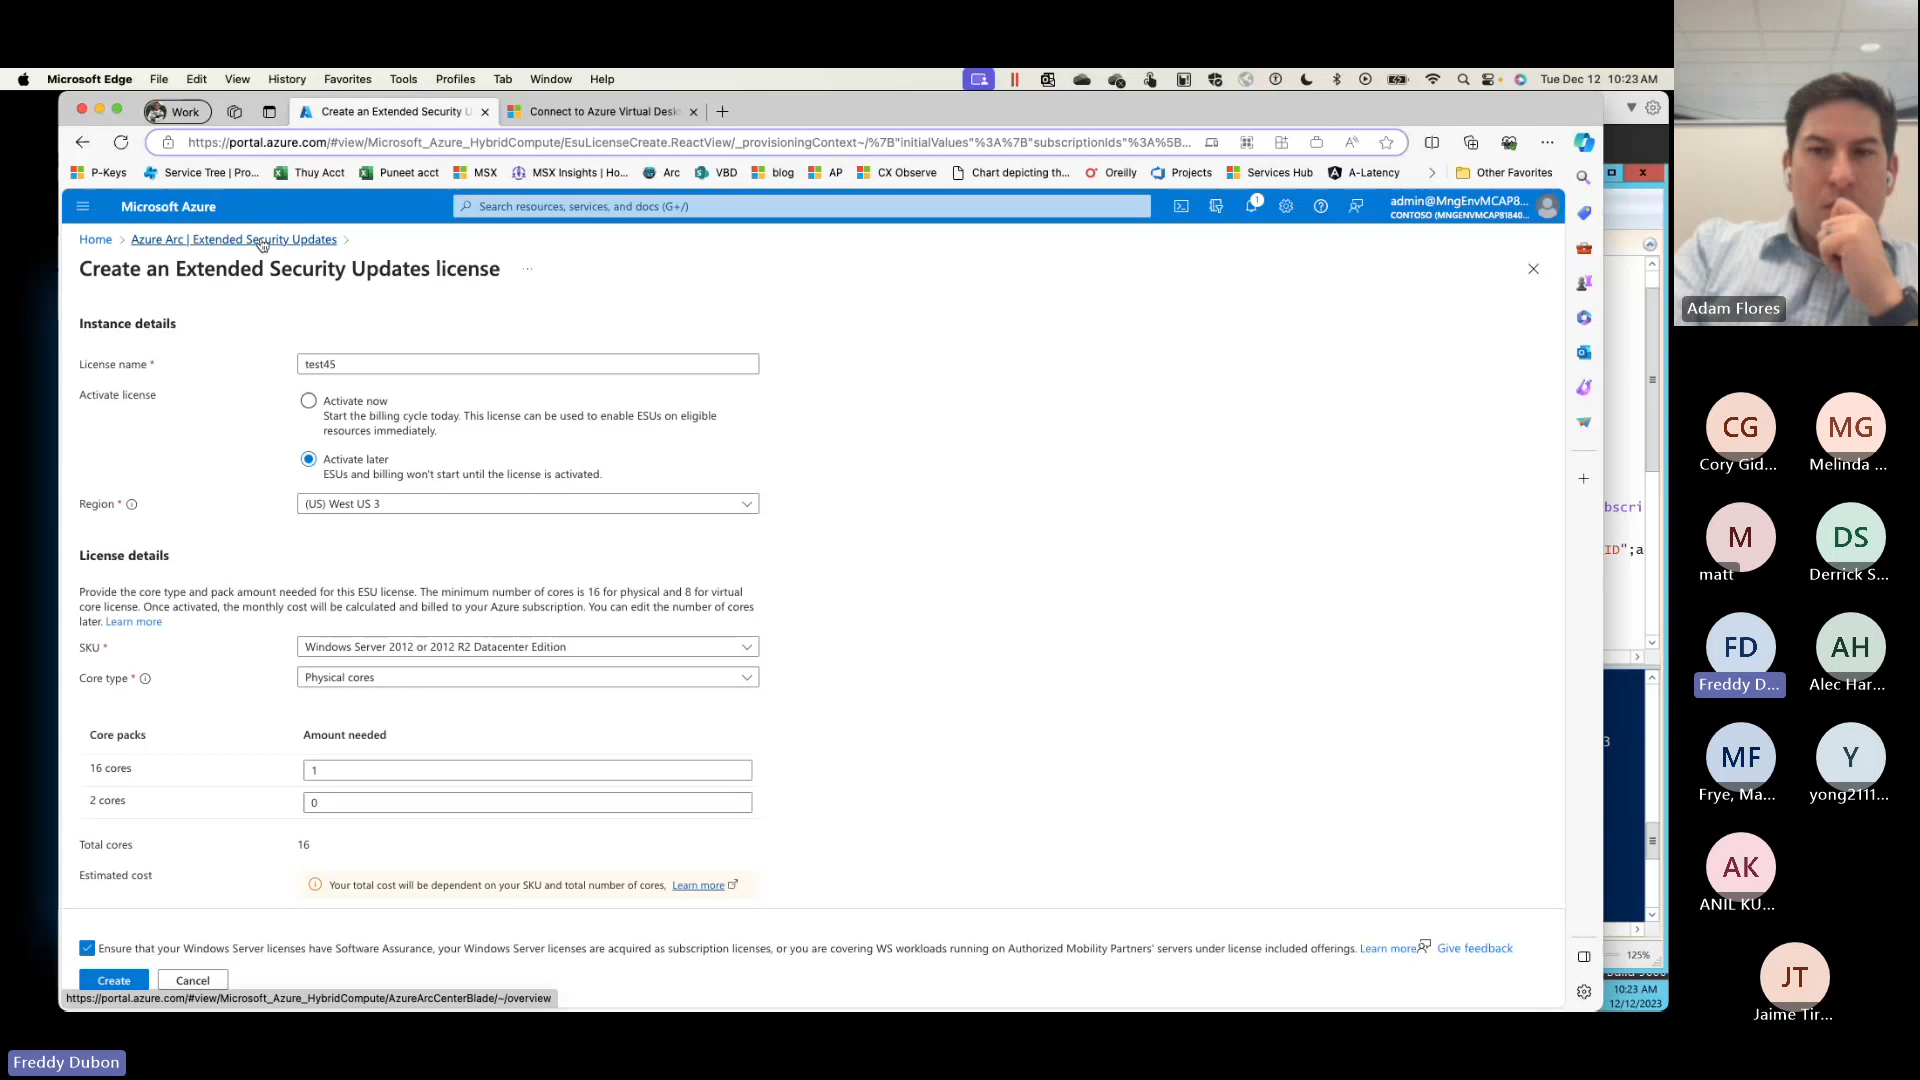 Microsoft Edge File Edit View History Favorites Tools Profiles Tab Window Help Tue Dec 12 10:23 AM
Work Create an Extended Security U Connect to Azure Virtual Desk
https://portal.azure.com/#view/Microsoft_Azure_HybridCompute/EsuLicenseCreate.ReactView/_provisioningContext~/%7B"initialValues"%3A%7B"subscriptionIds"%3A%5B...
P-Keys Service Tree | Pro... Thuy Acct Puneet acct MSX MSX Insights | Ho... Arc VBD blog AP CX Observe Chart depicting th... Oreilly Projects Services Hub A-Latency Other Favorites
Microsoft Azure Search resources, services, and docs (G+/) 1 admin@MngEnvMCAP8...
CONTOSO (MNGENVMCAP81840...
Home > Azure Arc | Extended Security Updates >
Create an Extended Security Updates license ...
Instance details
License name * test45
Activate license Activate now
Start the billing cycle today. This license can be used to enable ESUs on eligible
resources immediately.
Activate later
ESUs and billing won't start until the license is activated.
Region * (US) West US 3
License details
Provide the core type and pack amount needed for this ESU license. The minimum number of cores is 16 for physical and 8 for virtual
core license. Once activated, the monthly cost will be calculated and billed to your Azure subscription. You can edit the number of cores
later. Learn more
SKU * Windows Server 2012 or 2012 R2 Datacenter Edition
Core type * Physical cores
Core packs Amount needed
16 cores 1
2 cores 0
Total cores 16
Estimated cost Your total cost will be dependent on your SKU and total number of cores, Learn more
Ensure that your Windows Server licenses have Software Assurance, your Windows Server licenses are acquired as subscription licenses, or you are covering WS workloads running on Authorized Mobility Partners' servers under license included offerings. Learn more Give feedback
Create Cancel
https://portal.azure.com/#view/Microsoft_Azure_HybridCompute/AzureArcCenterBlade/~/overview
bscri
ID";a
3
125%
10:23 AM
12/12/2023
Adam Flores
CG MG
Cory Gid... Melinda ...
M DS
matt Derrick S...
FD AH
Freddy D... Alec Har...
MF Y
Frye, Ma... yong2111...
AK
ANIL KU...
JT
Jaime Tir...
Freddy Dubon